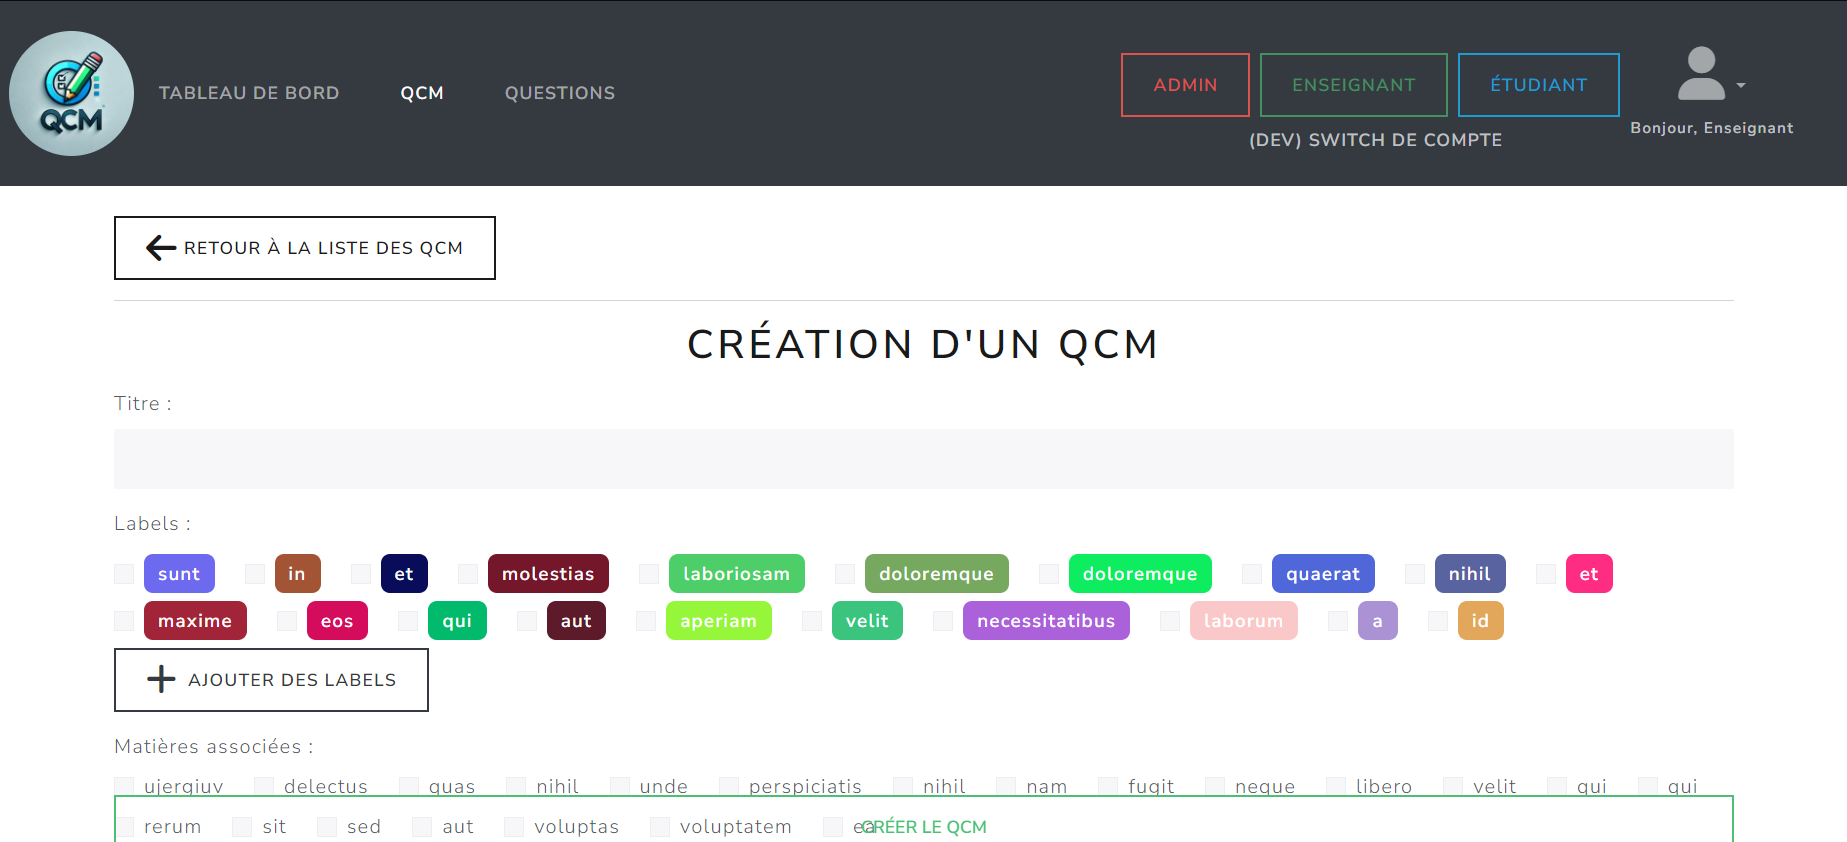 QCM
TABLEAU DE BORD QCM QUESTIONS
ADMIN ENSEIGNANT ÉTUDIANT
(DEV) SWITCH DE COMPTE
Bonjour, Enseignant
RETOUR À LA LISTE DES QCM
CRÉATION D'UN QCM
Titre :
Labels :
sunt in et molestias laboriosam doloremque doloremque quaerat nihil et
maxime eos qui aut aperiam velit necessitatibus laborum a id
AJOUTER DES LABELS
Matières associées :
ujergiuv delectus quas nihil unde perspiciatis nihil nam fugit neque libero velit qui qui
rerum sit sed aut voluptas voluptatem ea
CRÉER LE QCM